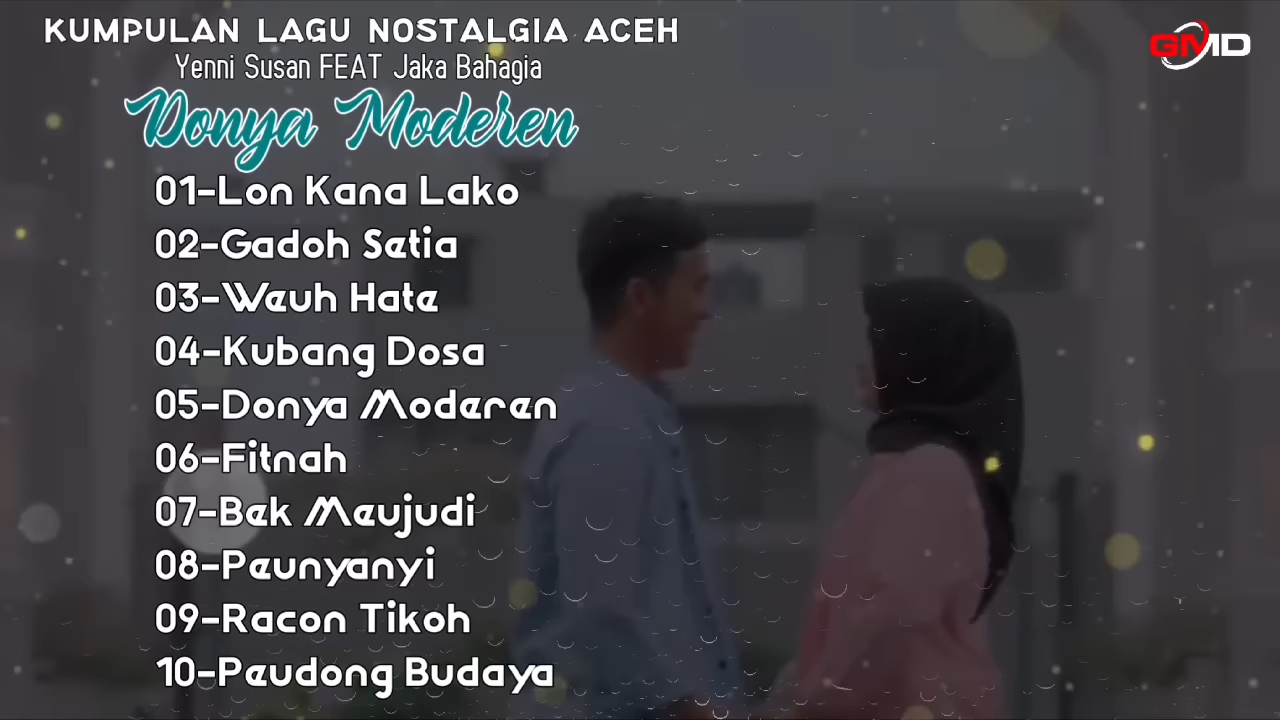 KUMPULAN LAGU NOSTALGIA ACEH
GMD
Yenni Susan FEAT Jaka Bahagia
Donya Moderen
01-Lon Kana Lako
02-Gadoh Setia
03-Weuh Hate
04-Kubang Dosa
05-Donya Moderen
06-Fitnah
07-Bek Meujudi
08-Peunyanyi
09-Racon Tikoh
10-Peudong Budaya